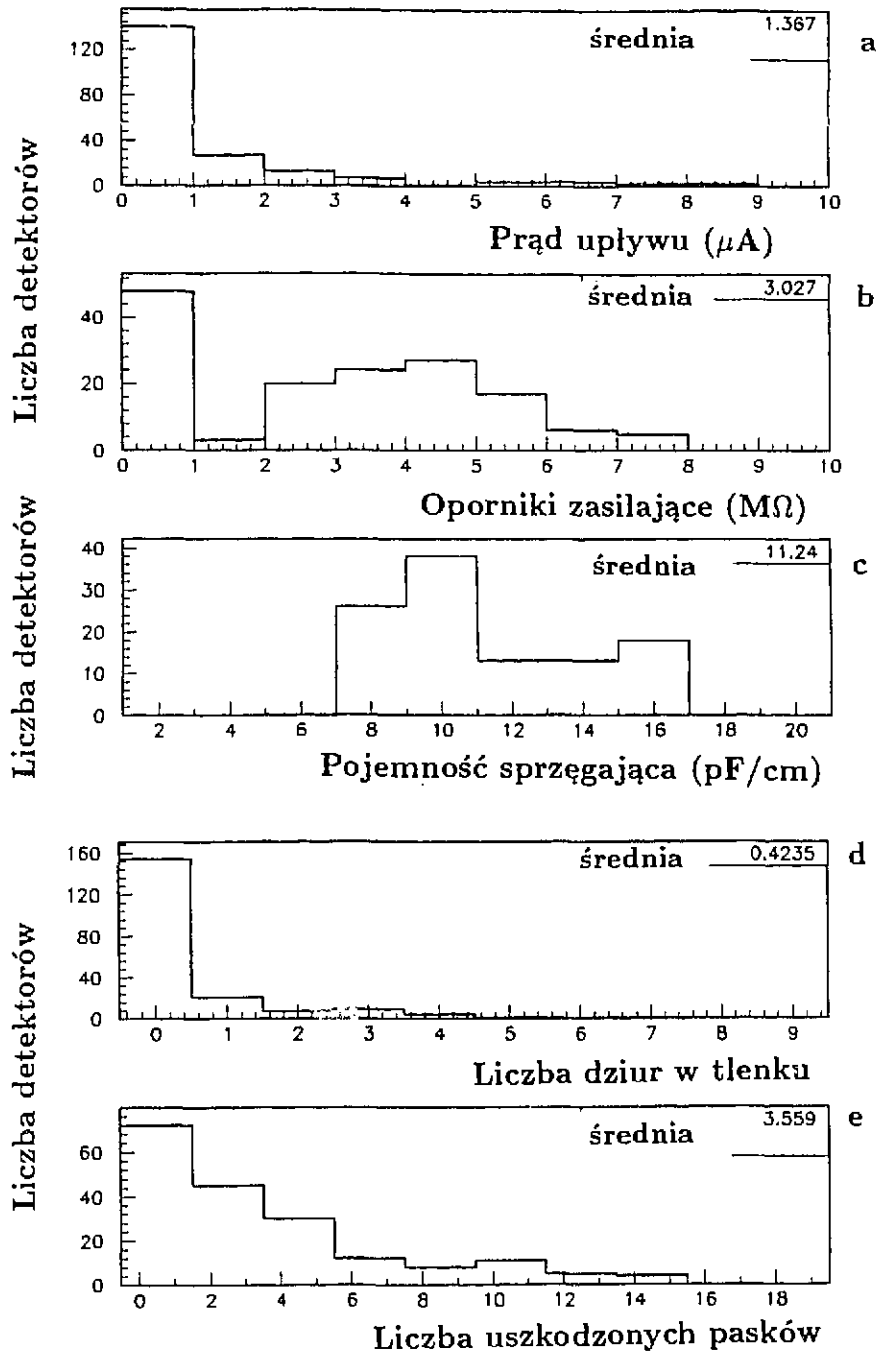 średnia 1.367 a
120
80
40
0
0 1 2 3 4 5 6 7 8 9 10
Prąd upływu (μA)
Liczba detektorów
średnia 3.027 b
40
20
0
0 1 2 3 4 5 6 7 8 9 10
Oporniki zasilające (MΩ)
Liczba detektorów
średnia 11.24 c
40
30
20
10
0
2 4 6 8 10 12 14 16 18 20
Pojemność sprzęgająca (pF/cm)
średnia 0.4235 d
160
120
80
40
0
0 1 2 3 4 5 6 7 8 9
Liczba dziur w tlenku
Liczba detektorów
średnia 3.559 e
60
40
20
0
0 2 4 6 8 10 12 14 16 18
Liczba uszkodzonych pasków